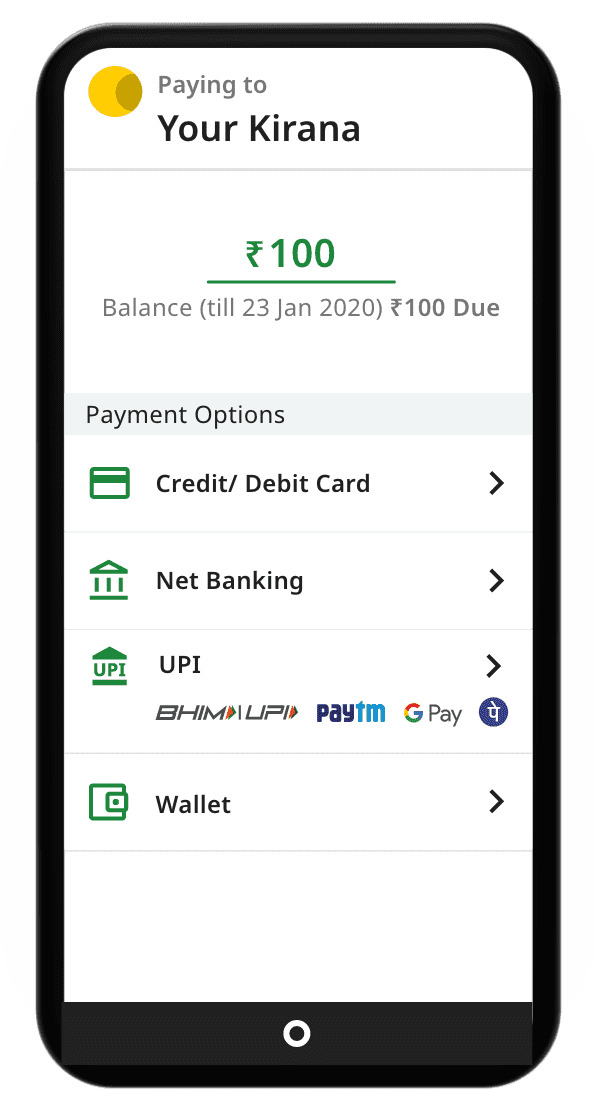 Paying to
Your Kirana
₹100
Balance (till 23 Jan 2020) ₹100 Due
Payment Options
Credit/ Debit Card
Net Banking
UPI
UPI
BHIM UPI paytm G Pay पे
Wallet